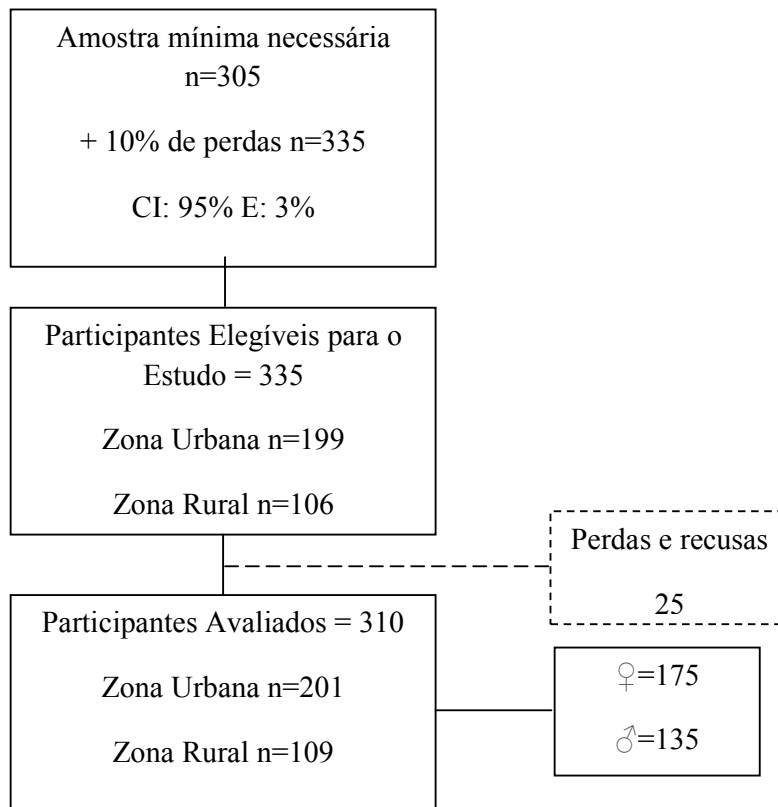 Amostra mínima necessária
n=305
+ 10% de perdas n=335
CI: 95% E: 3%
Participantes Elegíveis para o
Estudo = 335
Zona Urbana n=199
Zona Rural n=106
Perdas e recusas
25
Participantes Avaliados = 310
Zona Urbana n=201
Zona Rural n=109
♀=175
♂=135